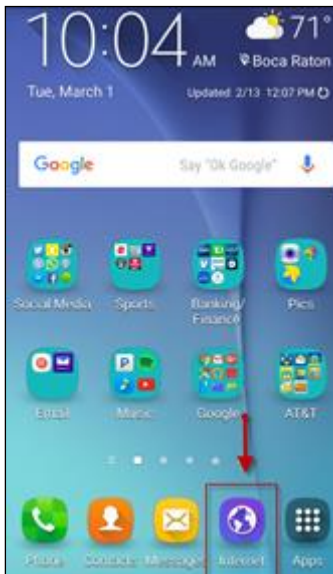 10:04 AM
71°
Boca Raton
Tue, March 1
Updated 2/13 12:07 PM
Google
Say "Ok Google"
Social Media
Sports
Banking/
Finance
Pics
Email
Music
Google
AT&T
Phone
Contacts
Messages
Internet
Apps